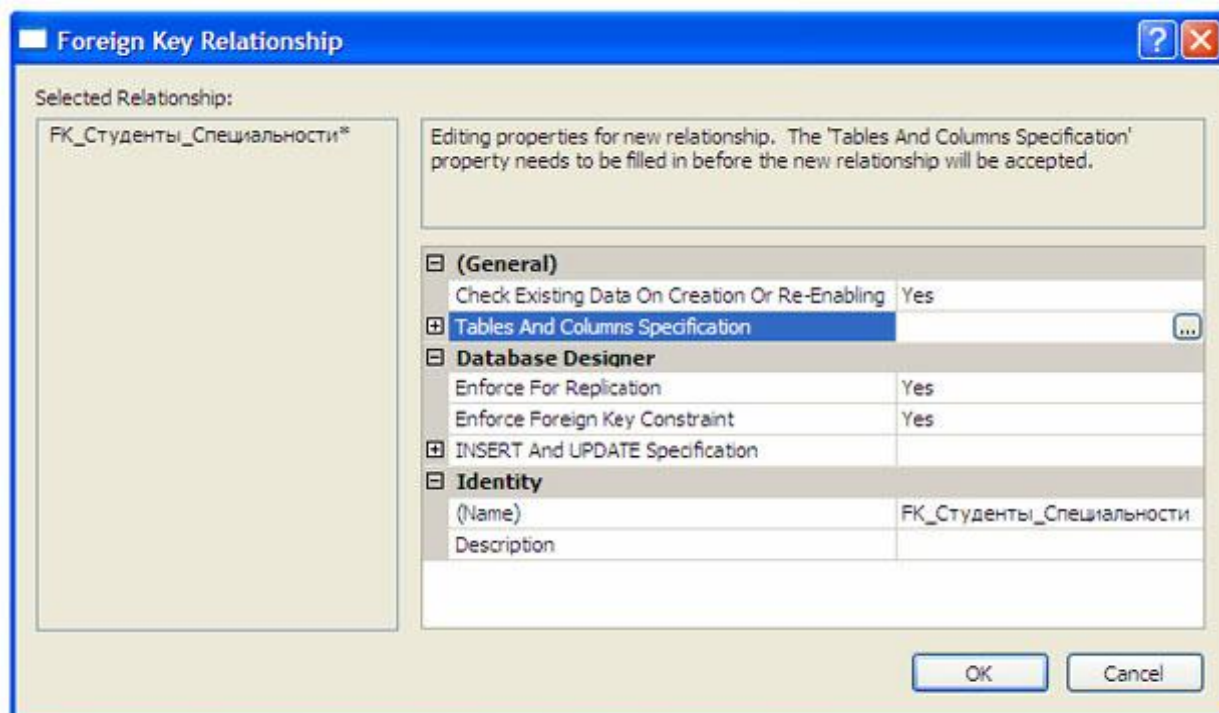 Foreign Key Relationship
Selected Relationship:
FK_Студенты_Специальности*
Editing properties for new relationship. The 'Tables And Columns Specification'
property needs to be filled in before the new relationship will be accepted.
(General)
Check Existing Data On Creation Or Re-Enabling Yes
Tables And Columns Specification ...
Database Designer
Enforce For Replication Yes
Enforce Foreign Key Constraint Yes
INSERT And UPDATE Specification
Identity
(Name) FK_Студенты_Специальности
Description
OK Cancel